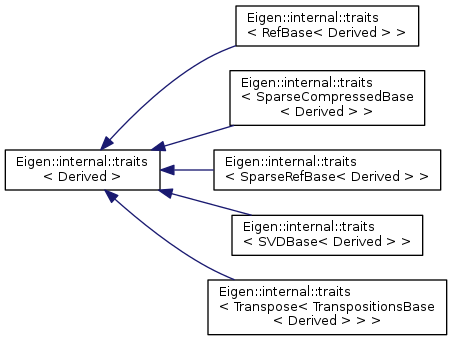 Eigen::internal::traits
< RefBase< Derived > >
Eigen::internal::traits
< SparseCompressedBase
< Derived > >
Eigen::internal::traits
< Derived >
Eigen::internal::traits
< SparseRefBase< Derived > >
Eigen::internal::traits
< SVDBase< Derived > >
Eigen::internal::traits
< Transpose< TranspositionsBase
< Derived > > >